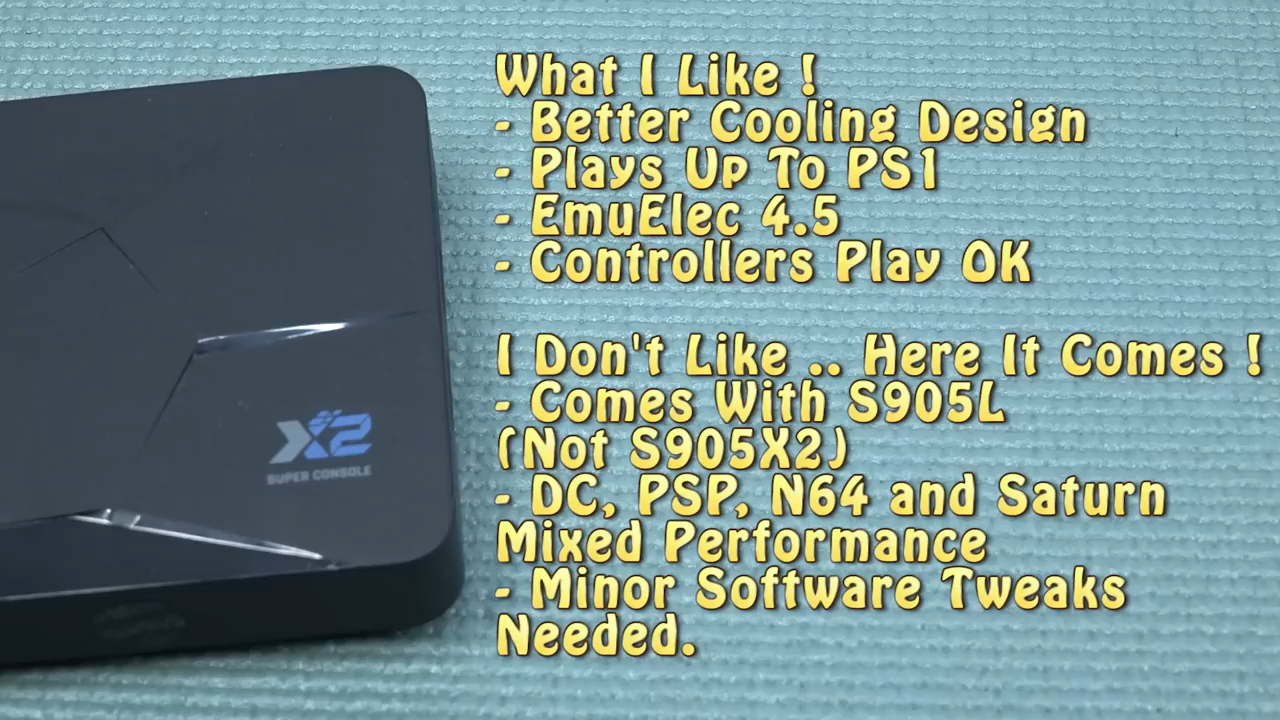 What I Like !
- Better Cooling Design
- Plays Up To PS1
- EmuElec 4.5
- Controllers Play OK
I Don't Like .. Here It Comes !
- Comes With S905L
(Not S905X2)
- DC, PSP, N64 and Saturn
Mixed Performance
- Minor Software Tweaks
Needed.
X2
SUPER CONSOLE